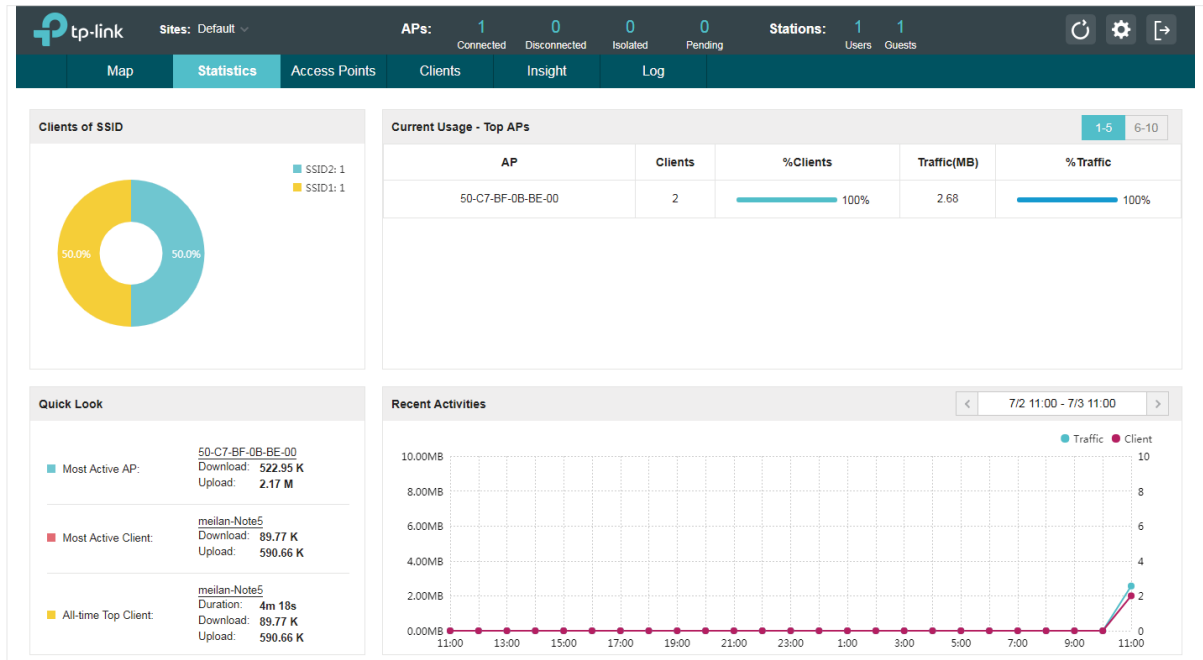 tp-link Sites: Default APs: 1 Connected 0 Disconnected 0 Isolated 0 Pending Stations: 1 Users 1 Guests
Map Statistics Access Points Clients Insight Log
Clients of SSID
SSID2: 1
SSID1: 1
50.0% 50.0%
Current Usage - Top APs 1-5 6-10
AP Clients %Clients Traffic(MB) %Traffic
50-C7-BF-0B-BE-00 2 100% 2.68 100%
Quick Look
Most Active AP: 50-C7-BF-0B-BE-00
Download: 522.95 K
Upload: 2.17 M
Most Active Client: meilan-Note5
Download: 89.77 K
Upload: 590.66 K
All-time Top Client: meilan-Note5
Duration: 4m 18s
Download: 89.77 K
Upload: 590.66 K
Recent Activities < 7/2 11:00 - 7/3 11:00 >
Traffic Client
10.00MB 10
8.00MB 8
6.00MB 6
4.00MB 4
2.00MB 2
0.00MB 0
11:00 13:00 15:00 17:00 19:00 21:00 23:00 1:00 3:00 5:00 7:00 9:00 11:00